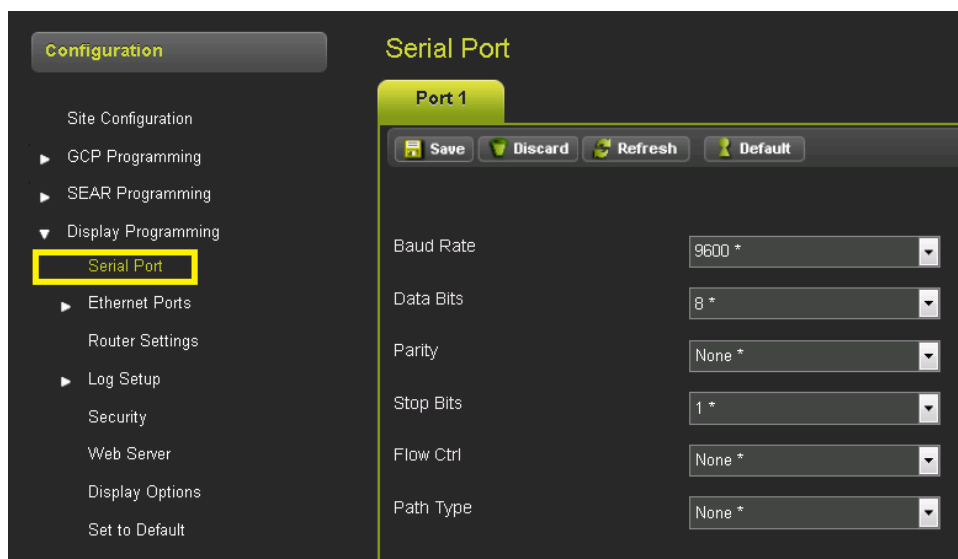 Configuration
Site Configuration
GCP Programming
SEAR Programming
Display Programming
Serial Port
Ethernet Ports
Router Settings
Log Setup
Security
Web Server
Display Options
Set to Default
Serial Port
Port 1
Save Discard Refresh Default
Baud Rate 9600 *
Data Bits 8 *
Parity None *
Stop Bits 1 *
Flow Ctrl None *
Path Type None *